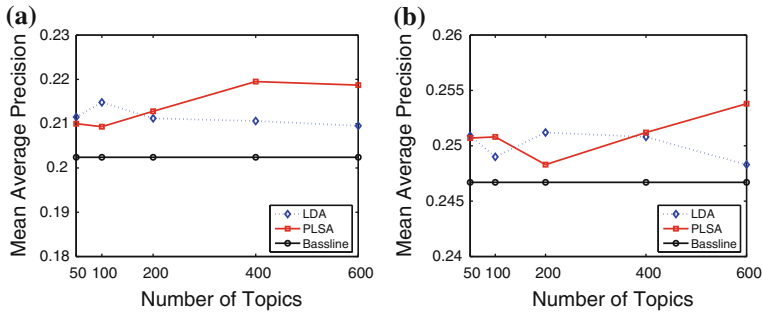 (a)
Mean Average Precision
0.23
0.22
0.21
0.2
0.19
0.18
50 100 200 400 600
Number of Topics
LDA
PLSA
Bassline
(b)
Mean Average Precision
0.26
0.255
0.25
0.245
0.24
50 100 200 400 600
Number of Topics
LDA
PLSA
Bassline